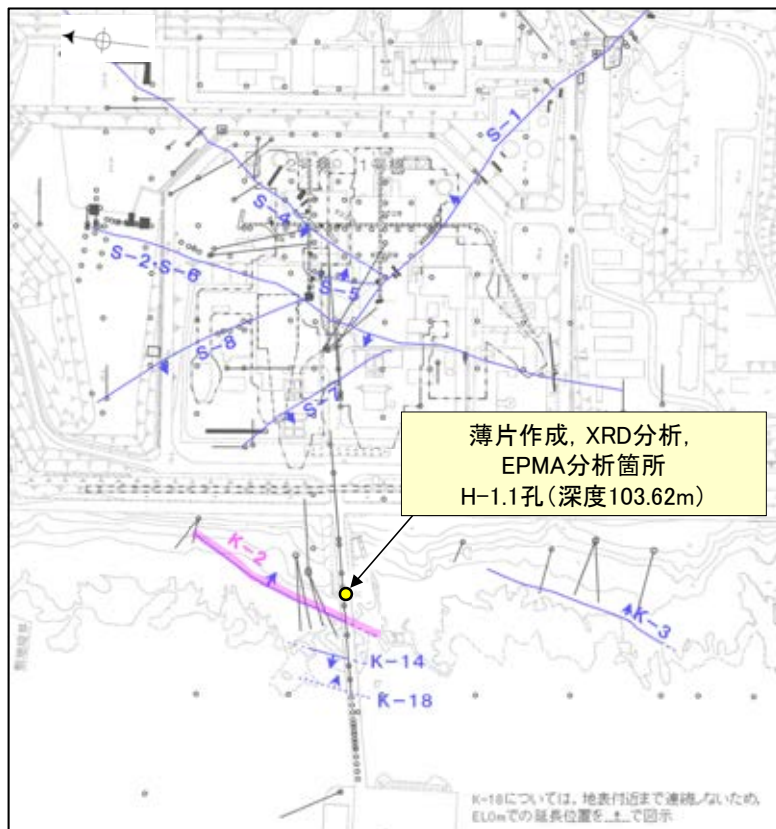 S-1
S-4
S-2・S-6
S-5
S-8
S-7
薄片作成, XRD分析,
EPMA分析箇所
H-1.1孔(深度103.62m)
K-2
K-3
K-14
K-18
K-18については、地表付近まで連続しないため、
EL0mでの延長位置を
で図示